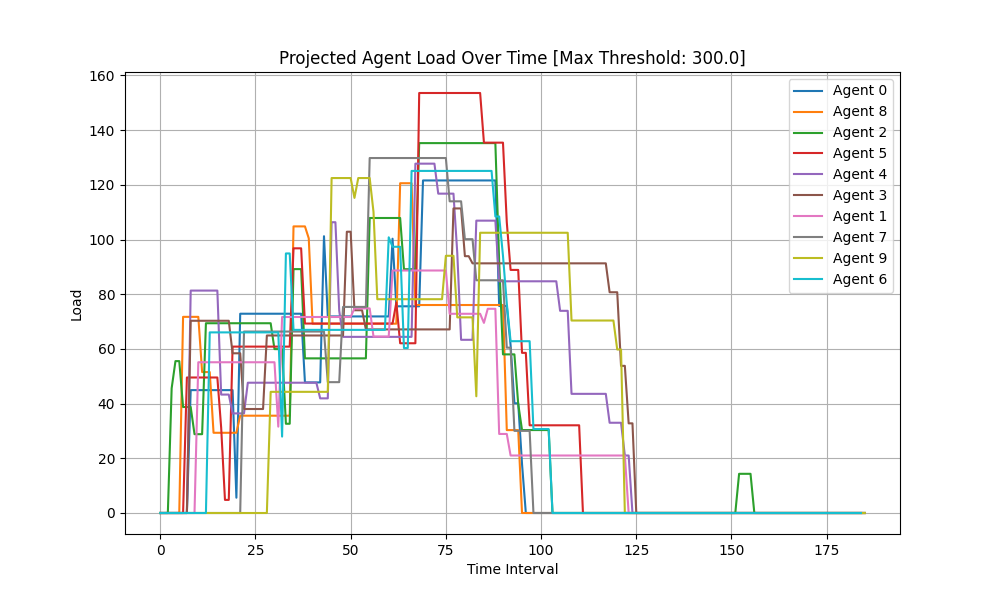 Projected Agent Load Over Time [Max Threshold: 300.0]
160
140
120
100
80
60
40
20
0
Load
0
25
50
75
100
125
150
175
Time Interval
Agent 0
Agent 8
Agent 2
Agent 5
Agent 4
Agent 3
Agent 1
Agent 7
Agent 9
Agent 6